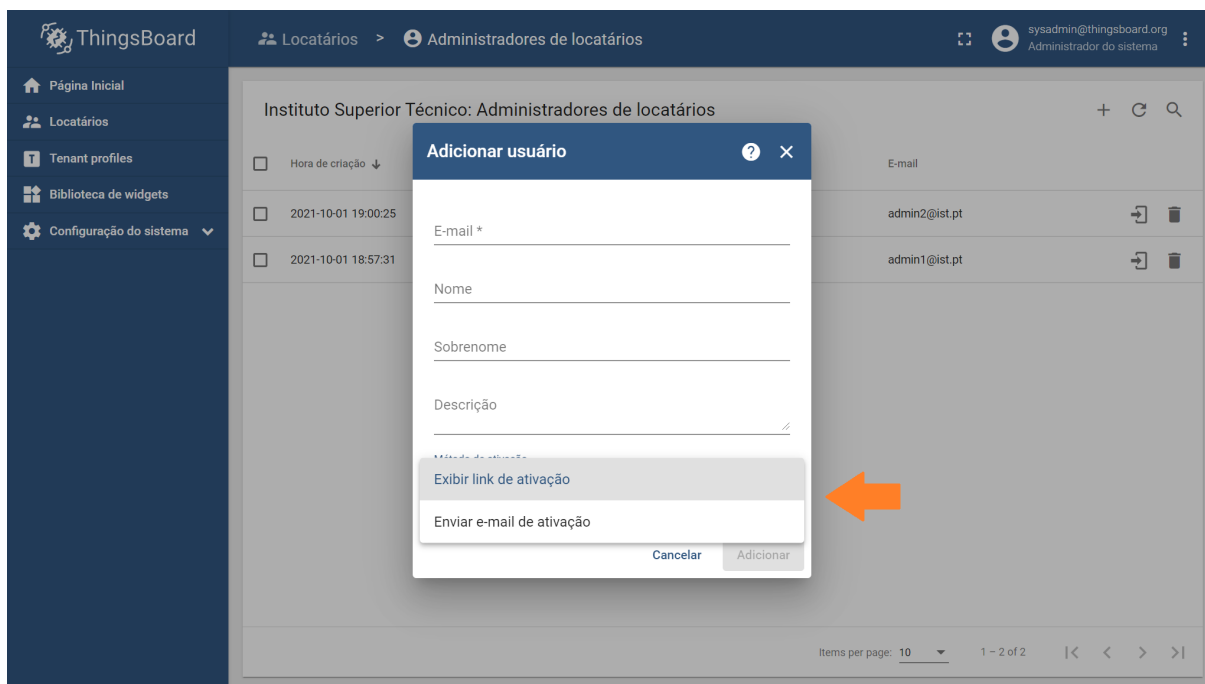 ThingsBoard
Locatários > Administradores de locatários
sysadmin@thingsboard.org
Administrador do sistema
Página Inicial
Locatários
Tenant profiles
Biblioteca de widgets
Configuração do sistema
Instituto Superior Técnico: Administradores de locatários
Hora de criação
E-mail
2021-10-01 19:00:25
admin2@ist.pt
2021-10-01 18:57:31
admin1@ist.pt
Adicionar usuário
E-mail *
Nome
Sobrenome
Descrição
Método de ativação
Exibir link de ativação
Enviar e-mail de ativação
Cancelar
Adicionar
Items per page: 10
1 – 2 of 2